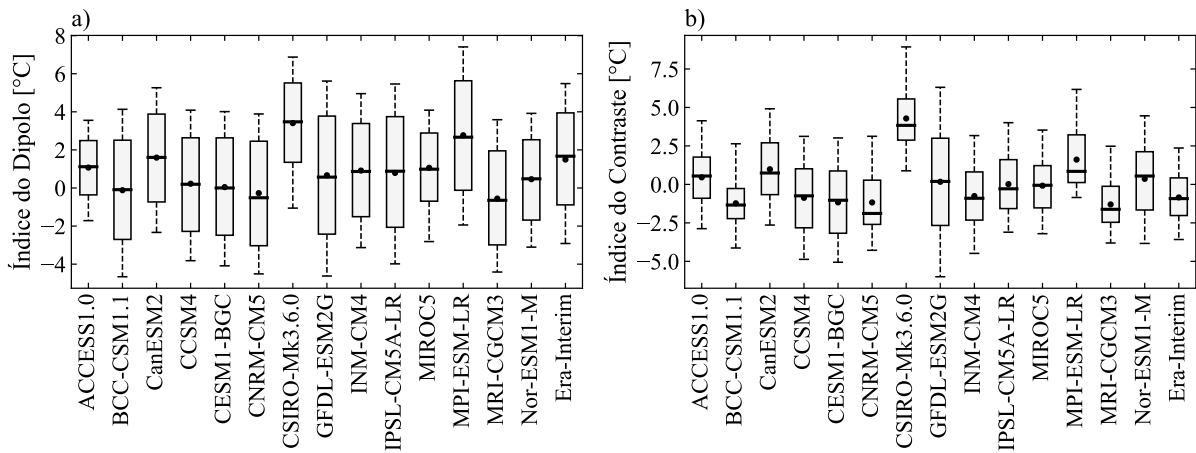 a)
Índice do Dipolo [°C]
8
6
4
2
0
−2
−4
ACCESS1.0
BCC-CSM1.1
CanESM2
CCSM4
CESM1-BGC
CNRM-CM5
CSIRO-Mk3.6.0
GFDL-ESM2G
INM-CM4
IPSL-CM5A-LR
MIROC5
MPI-ESM-LR
MRI-CGCM3
Nor-ESM1-M
Era-Interim
b)
Índice do Contraste [°C]
7.5
5.0
2.5
0.0
−2.5
−5.0
ACCESS1.0
BCC-CSM1.1
CanESM2
CCSM4
CESM1-BGC
CNRM-CM5
CSIRO-Mk3.6.0
GFDL-ESM2G
INM-CM4
IPSL-CM5A-LR
MIROC5
MPI-ESM-LR
MRI-CGCM3
Nor-ESM1-M
Era-Interim